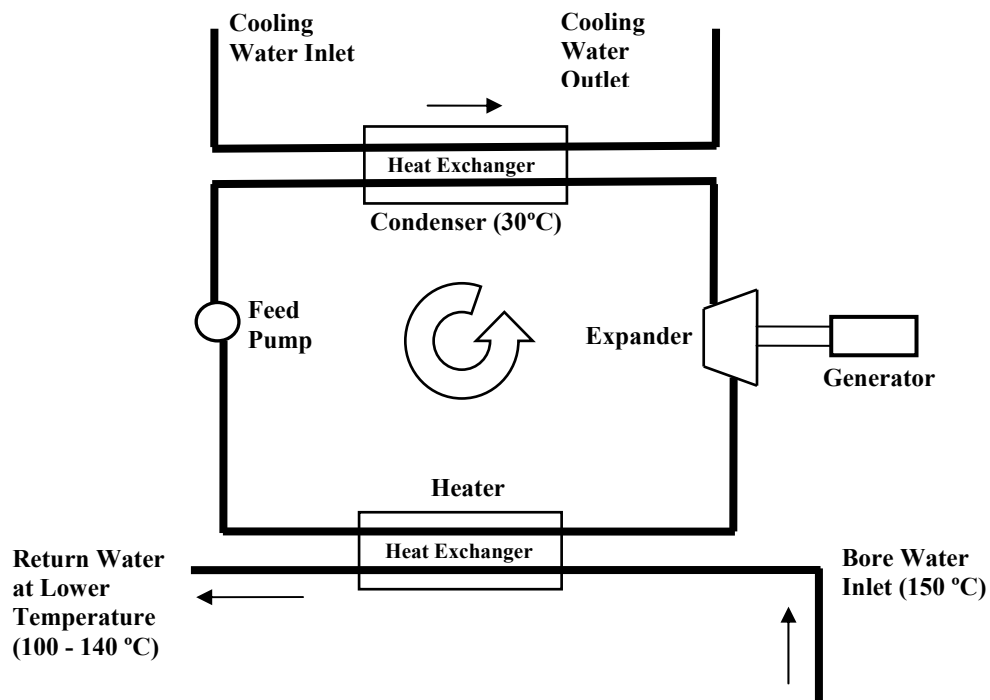 Cooling
Water Inlet
Cooling
Water
Outlet
Heat Exchanger
Condenser (30ºC)
Feed
Pump
Expander
Generator
Heater
Heat Exchanger
Return Water
at Lower
Temperature
(100 - 140 ºC)
Bore Water
Inlet (150 ºC)